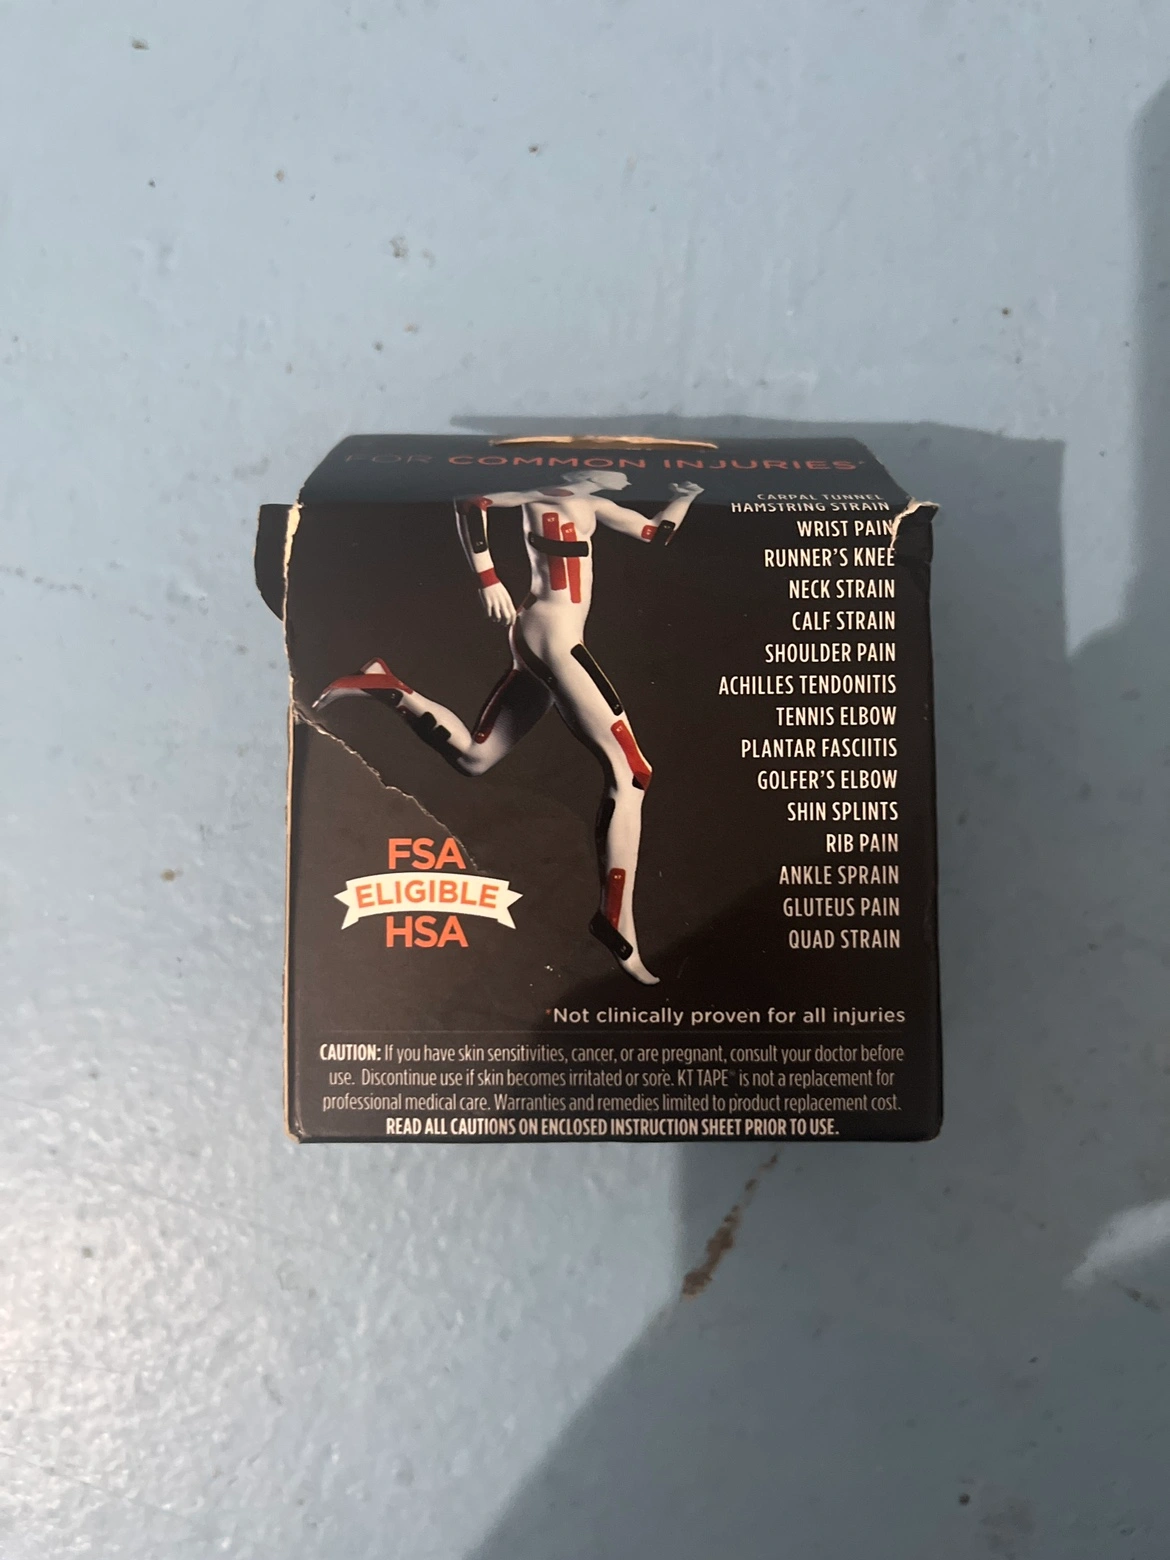 FOR COMMON INJURIES*
CARPAL TUNNEL
HAMSTRING STRAIN
WRIST PAIN
RUNNER'S KNEE
NECK STRAIN
CALF STRAIN
SHOULDER PAIN
ACHILLES TENDONITIS
TENNIS ELBOW
PLANTAR FASCIITIS
GOLFER'S ELBOW
SHIN SPLINTS
RIB PAIN
ANKLE SPRAIN
GLUTEUS PAIN
QUAD STRAIN
FSA
ELIGIBLE
HSA
*Not clinically proven for all injuries
CAUTION: If you have skin sensitivities, cancer, or are pregnant, consult your doctor before
use. Discontinue use if skin becomes irritated or sore. KT TAPE® is not a replacement for
professional medical care. Warranties and remedies limited to product replacement cost.
READ ALL CAUTIONS ON ENCLOSED INSTRUCTION SHEET PRIOR TO USE.